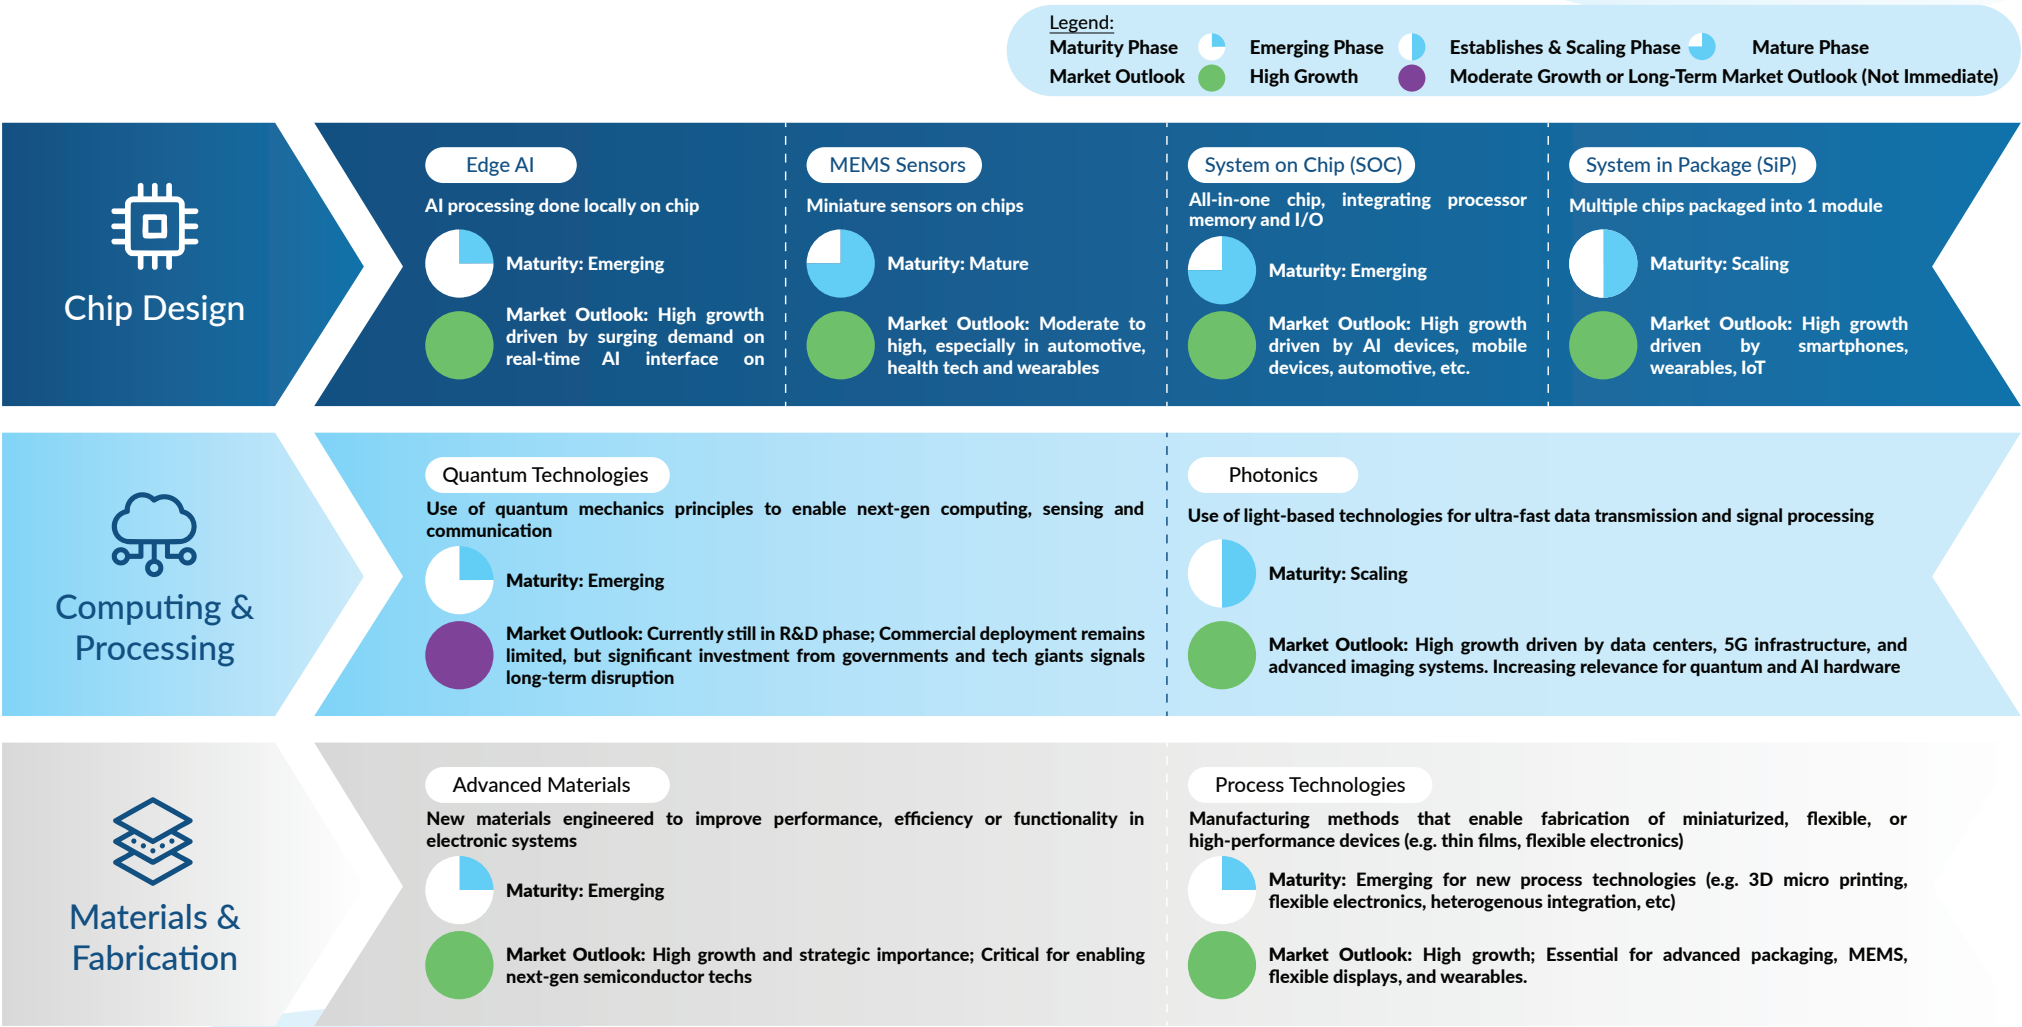 Legend:
Maturity Phase Emerging Phase Establishes & Scaling Phase Mature Phase
Market Outlook High Growth Moderate Growth or Long-Term Market Outlook (Not Immediate)
Chip Design
Edge AI
AI processing done locally on chip
Maturity: Emerging
Market Outlook: High growth
driven by surging demand on
real-time AI interface on
MEMS Sensors
Miniature sensors on chips
Maturity: Mature
Market Outlook: Moderate to
high, especially in automotive,
health tech and wearables
System on Chip (SOC)
All-in-one chip, integrating processor
memory and I/O
Maturity: Emerging
Market Outlook: High growth
driven by AI devices, mobile
devices, automotive, etc.
System in Package (SiP)
Multiple chips packaged into 1 module
Maturity: Scaling
Market Outlook: High growth
driven by smartphones,
wearables, IoT
Computing &
Processing
Quantum Technologies
Use of quantum mechanics principles to enable next-gen computing, sensing and
communication
Maturity: Emerging
Market Outlook: Currently still in R&D phase; Commercial deployment remains
limited, but significant investment from governments and tech giants signals
long-term disruption
Photonics
Use of light-based technologies for ultra-fast data transmission and signal processing
Maturity: Scaling
Market Outlook: High growth driven by data centers, 5G infrastructure, and
advanced imaging systems. Increasing relevance for quantum and AI hardware
Materials &
Fabrication
Advanced Materials
New materials engineered to improve performance, efficiency or functionality in
electronic systems
Maturity: Emerging
Market Outlook: High growth and strategic importance; Critical for enabling
next-gen semiconductor techs
Process Technologies
Manufacturing methods that enable fabrication of miniaturized, flexible, or
high-performance devices (e.g. thin films, flexible electronics)
Maturity: Emerging for new process technologies (e.g. 3D micro printing,
flexible electronics, heterogenous integration, etc)
Market Outlook: High growth; Essential for advanced packaging, MEMS,
flexible displays, and wearables.